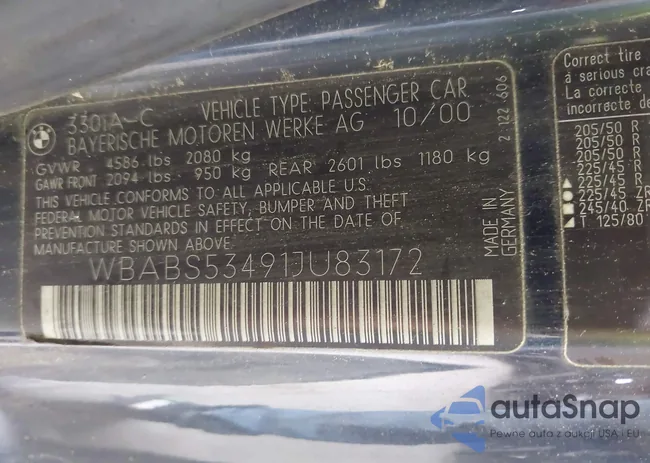 BMW
330iA-C VEHICLE TYPE: PASSENGER CAR
BAYERISCHE MOTOREN WERKE AG 10/00
GVWR 4586 lbs 2080 kg
GAWR FRONT 2094 lbs 950 kg REAR 2601 lbs 1180 kg
THIS VEHICLE CONFORMS TO ALL APPLICABLE U.S.
FEDERAL MOTOR VEHICLE SAFETY, BUMPER AND THEFT
PREVENTION STANDARDS IN EFFECT ON THE DATE OF
MANUFACTURE SHOWN ABOVE.
WBABS53491JU83172
MADE IN
GERMANY
2 122 606
Correct tire
a serious cra
La correcte
incorrecte de
205/50 R
205/50 R
205/50 R
225/45 R
225/45 R
225/45 ZR
245/40 ZR
T 125/80
autoSnap
Pewne auta z aukcji USA i EU